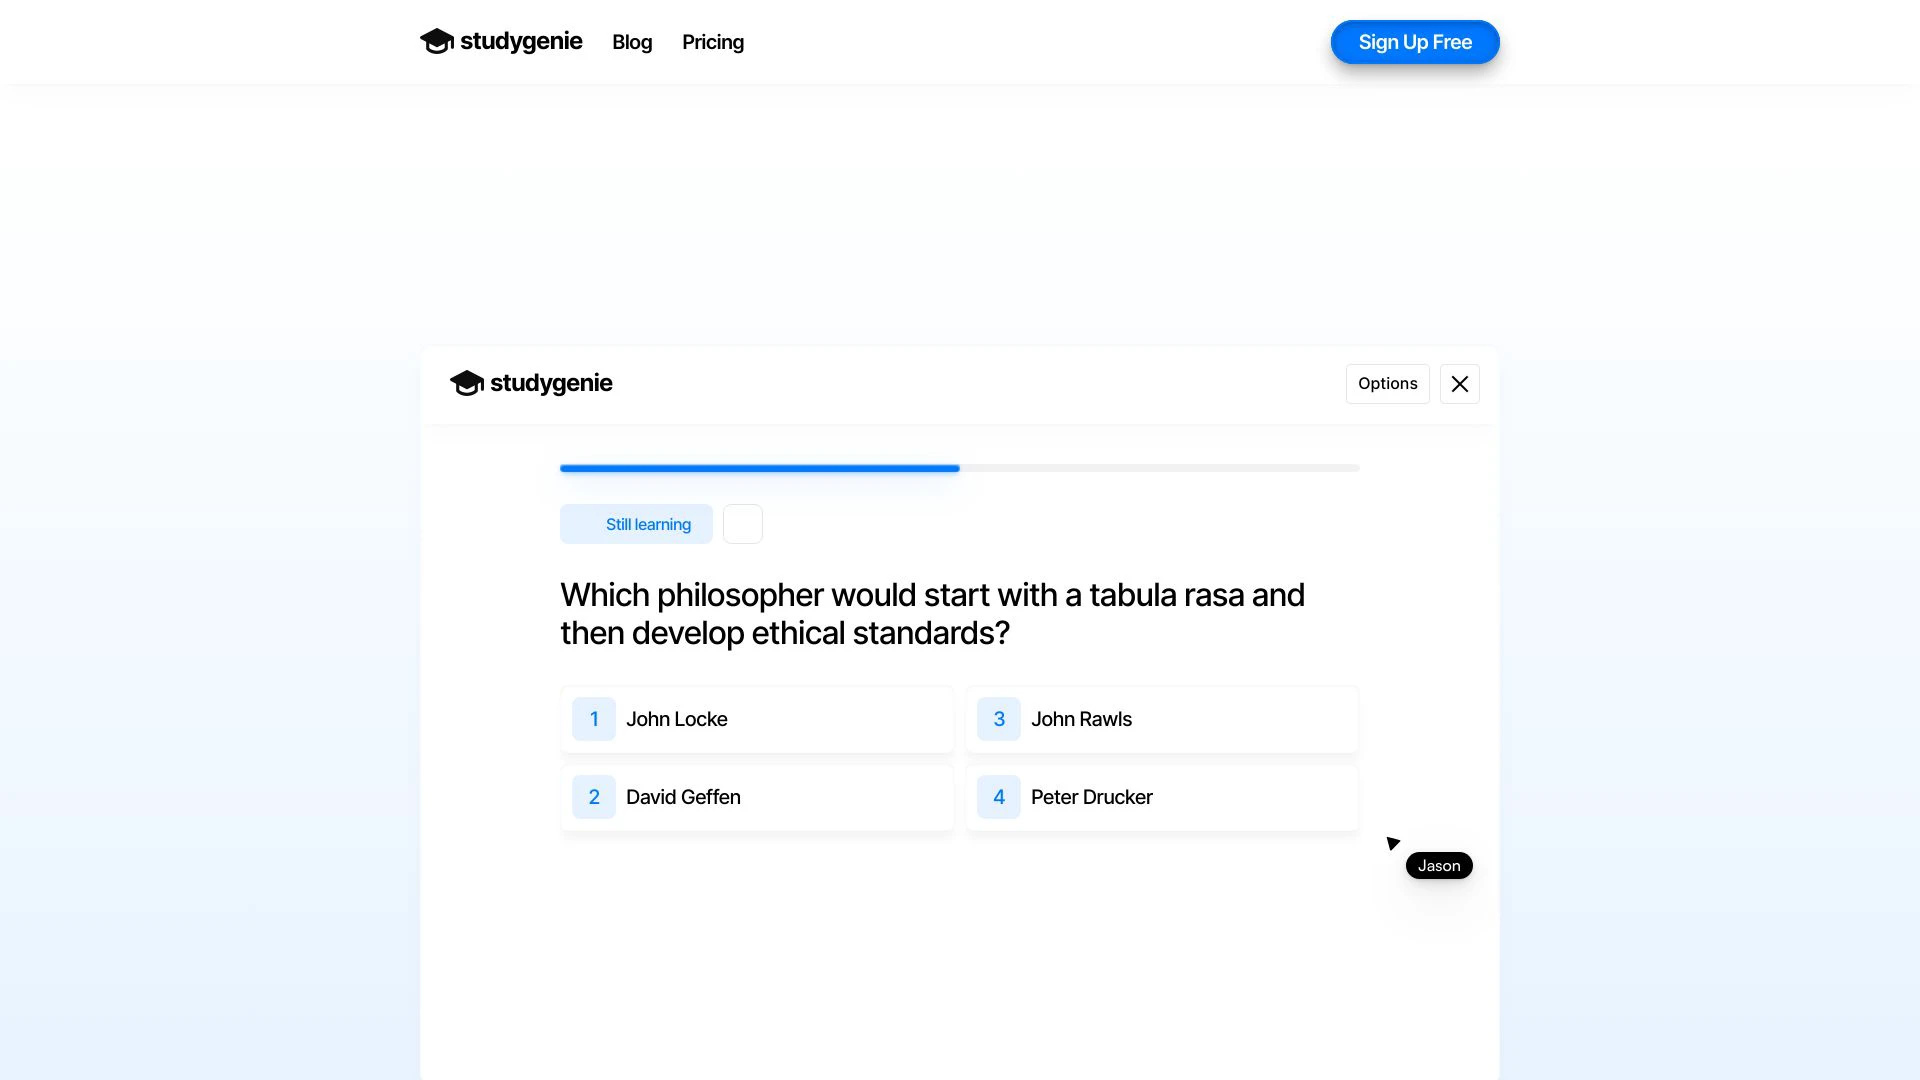 studygenie
Blog
Pricing
Sign Up Free
studygenie
Options
Still learning
Which philosopher would start with a tabula rasa and
then develop ethical standards?
1 John Locke
3 John Rawls
2 David Geffen
4 Peter Drucker
Jason